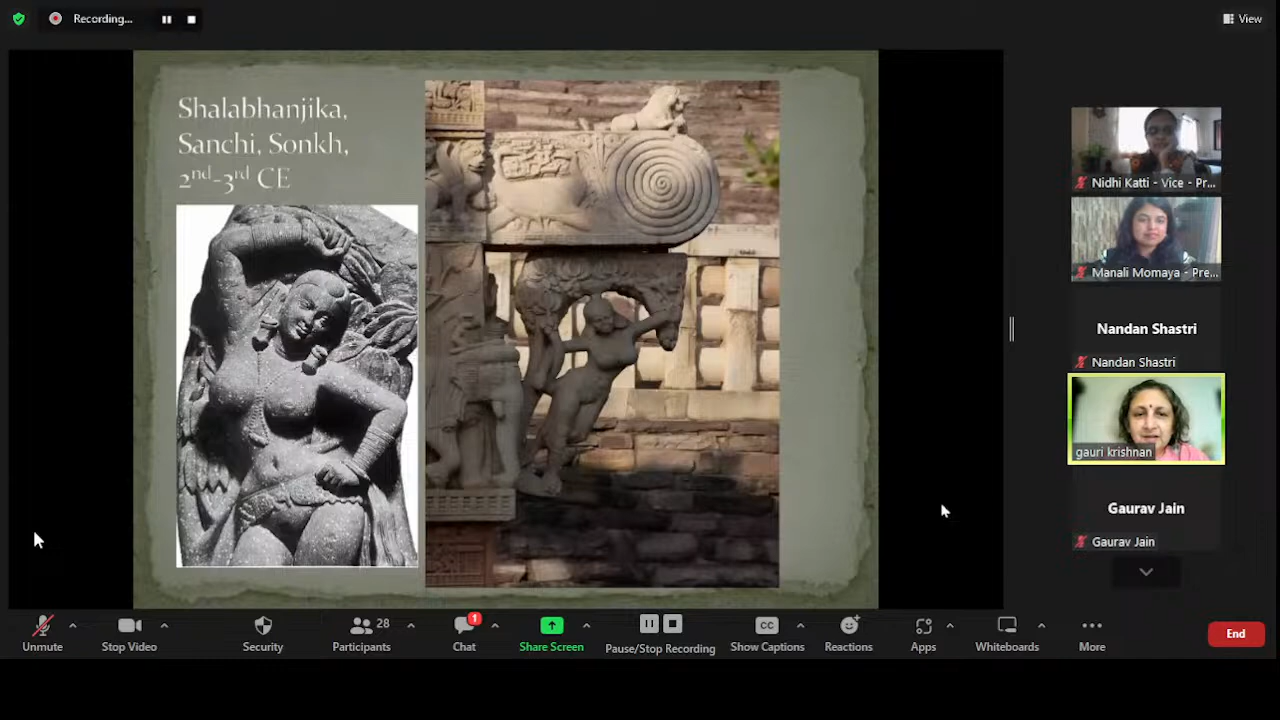 Recording...
View
Shalabhanjika,
Sanchi, Sonkh,
2nd-3rd CE
Nidhi Katti - Vice - Pr...
Manali Momaya - Pre...
Nandan Shastri
Nandan Shastri
gauri krishnan
Gaurav Jain
Gaurav Jain
28
1
CC
Unmute
Stop Video
Security
Participants
Chat
Share Screen
Pause/Stop Recording
Show Captions
Reactions
Apps
Whiteboards
More
End